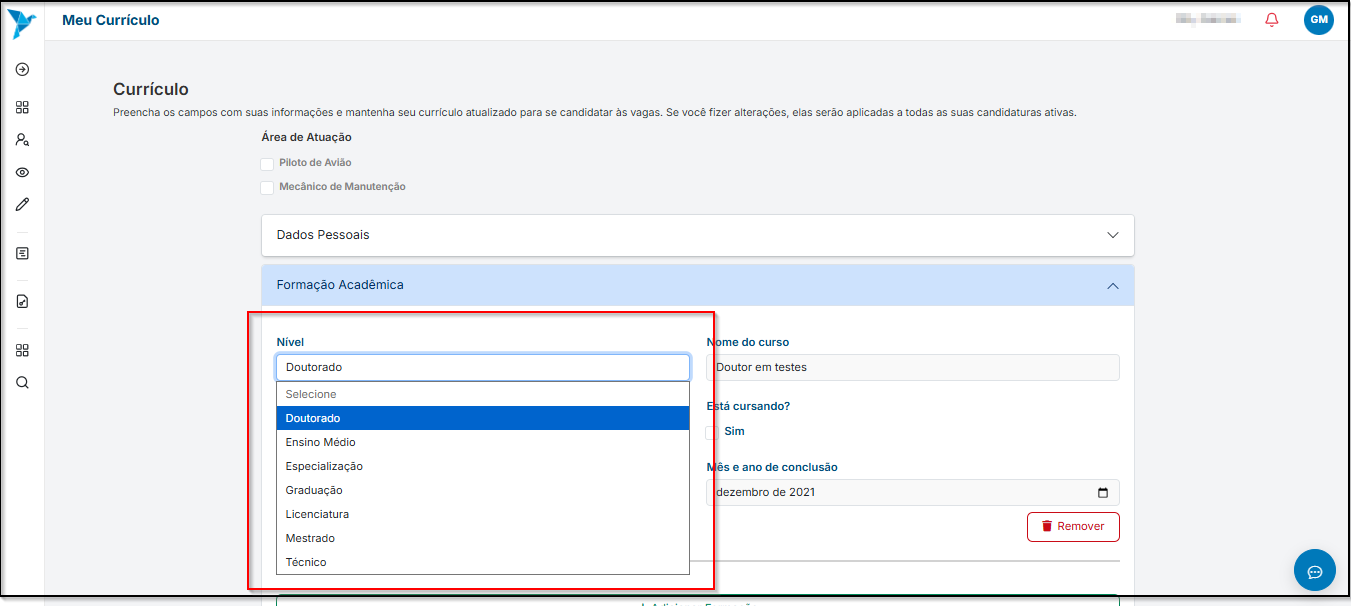 Meu Currículo
GM
Currículo
Preencha os campos com suas informações e mantenha seu currículo atualizado para se candidatar às vagas. Se você fizer alterações, elas serão aplicadas a todas as suas candidaturas ativas.
Área de Atuação
Piloto de Avião
Mecânico de Manutenção
Dados Pessoais
Formação Acadêmica
Nível
Nome do curso
Doutorado
Doutor em testes
Selecione
Doutorado
Ensino Médio
Especialização
Graduação
Licenciatura
Mestrado
Técnico
Está cursando?
Sim
Mês e ano de conclusão
dezembro de 2021
Remover